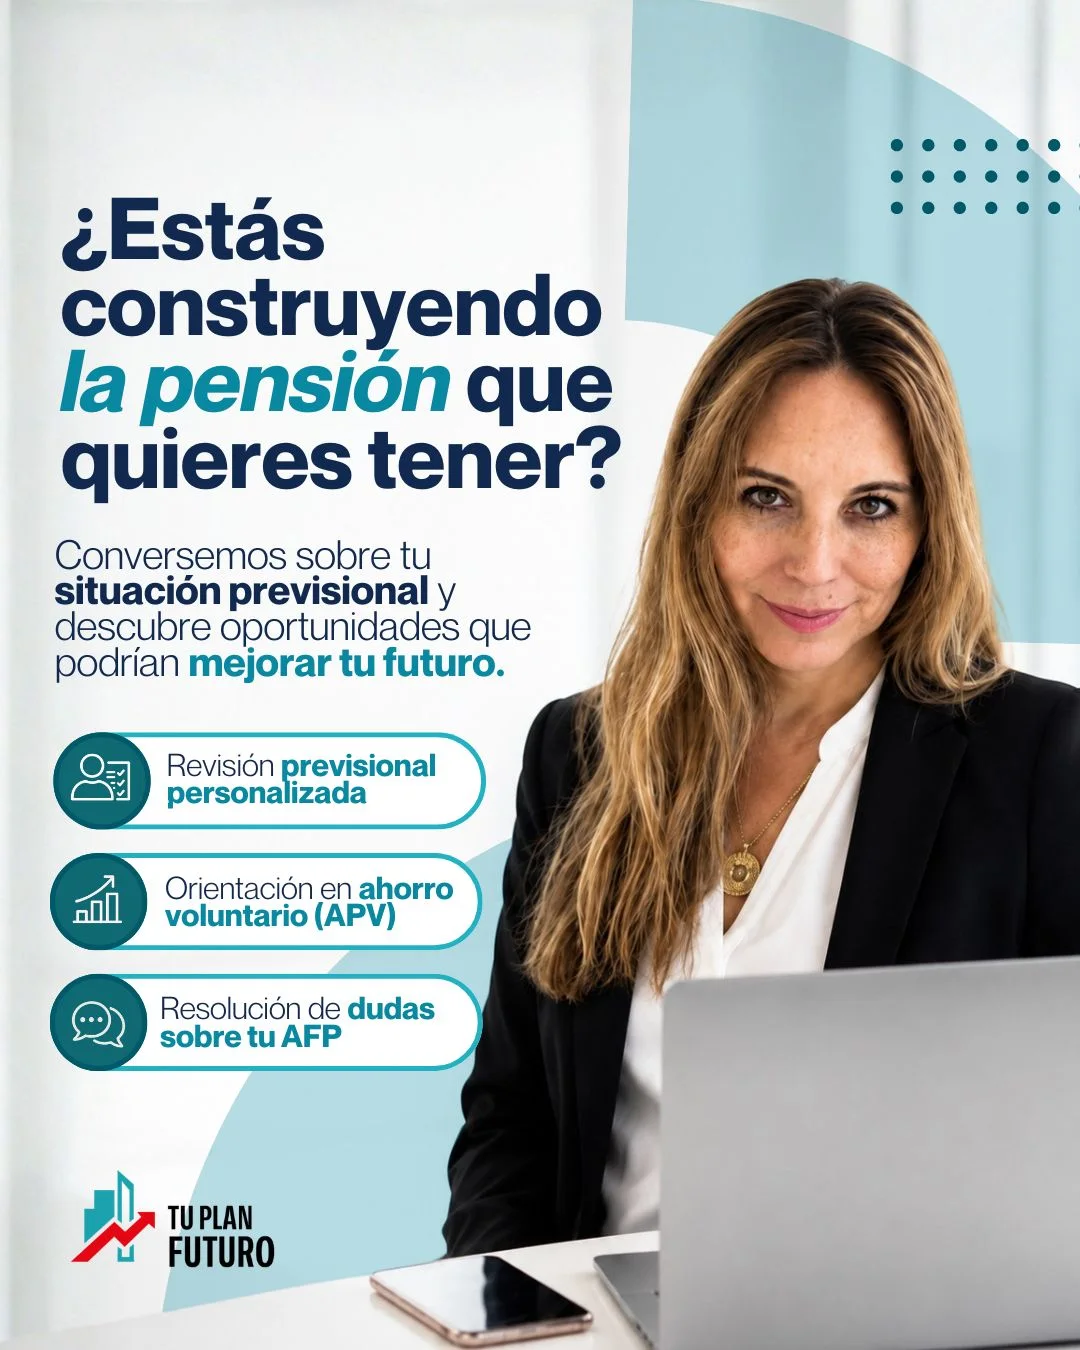 ¿Estás
construyendo
la pensión que
quieres tener?
Conversemos sobre tu
situación previsional y
descubre oportunidades que
podrían mejorar tu futuro.
Revisión previsional
personalizada
Orientación en ahorro
voluntario (APV)
Resolución de dudas
sobre tu AFP
TU PLAN
FUTURO